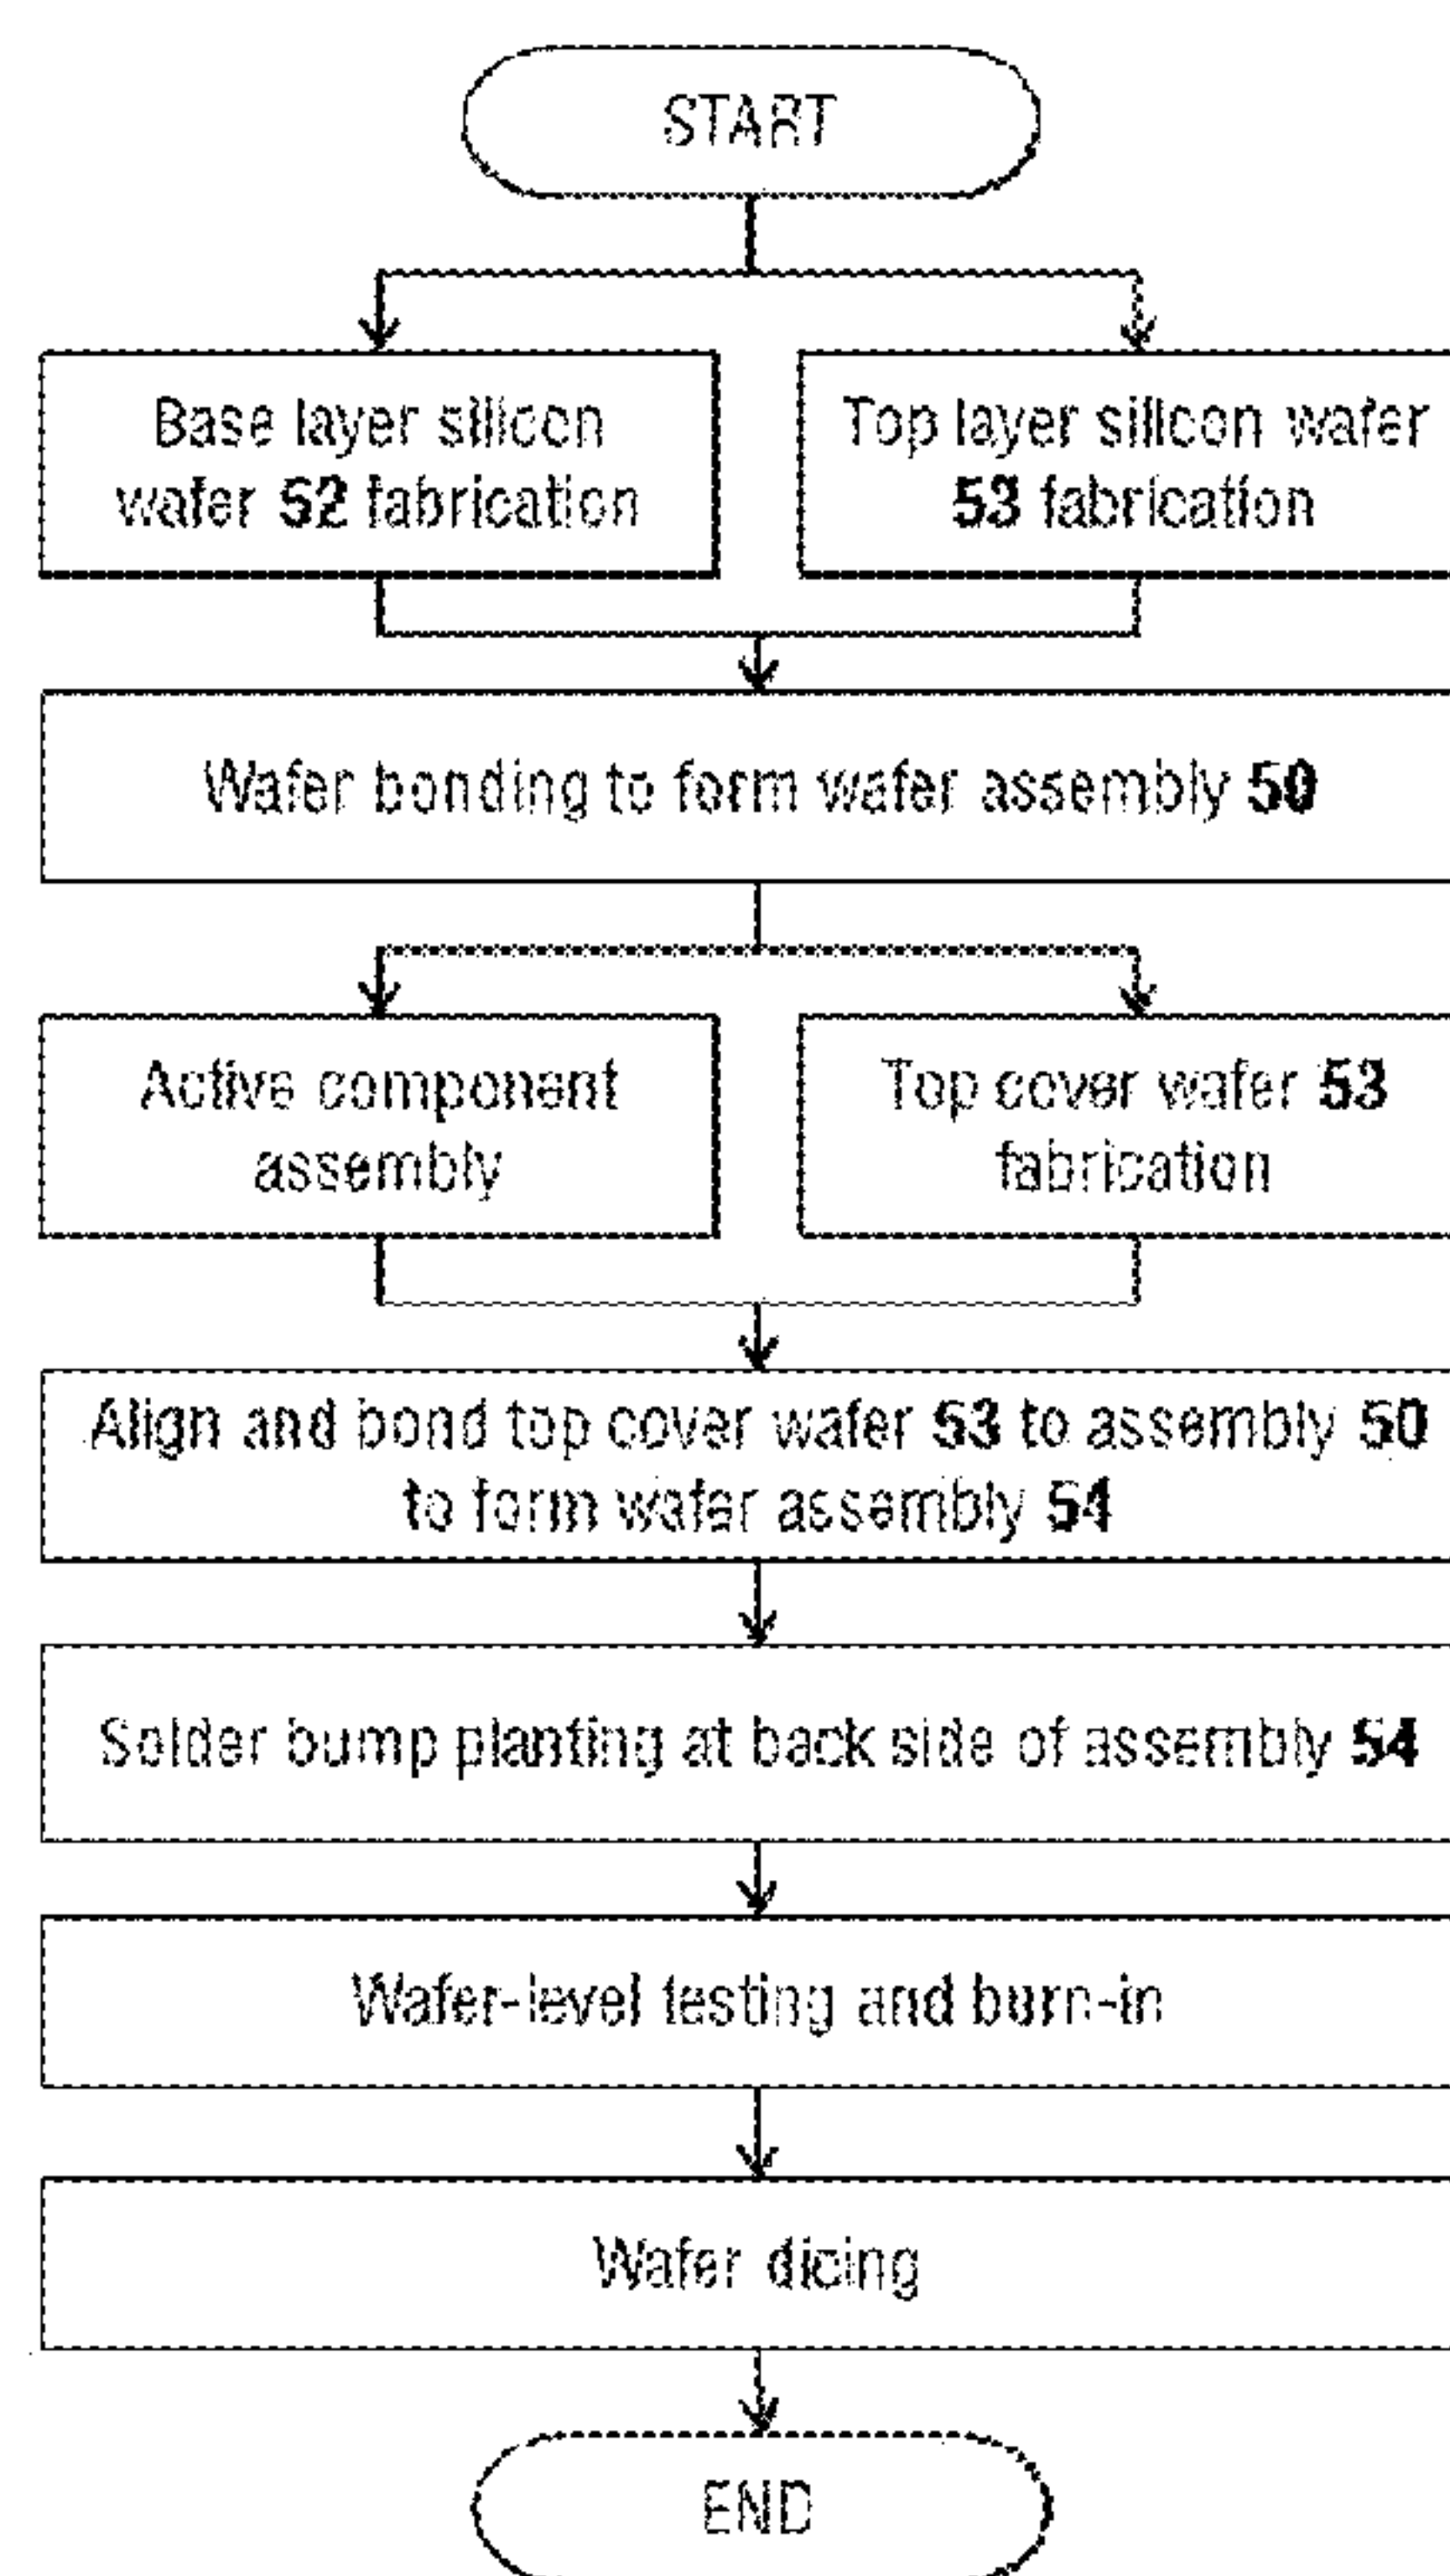 START
Base layer silicon
wafer 52 fabrication
Top layer silicon wafer
53 fabrication
Wafer bonding to form wafer assembly 50
Active component
assembly
Top cover wafer 53
fabrication
Align and bond top cover wafer 53 to assembly 50
to form wafer assembly 54
Solder bump planting at back side of assembly 54
Wafer-level testing and burn-in
Wafer dicing
END